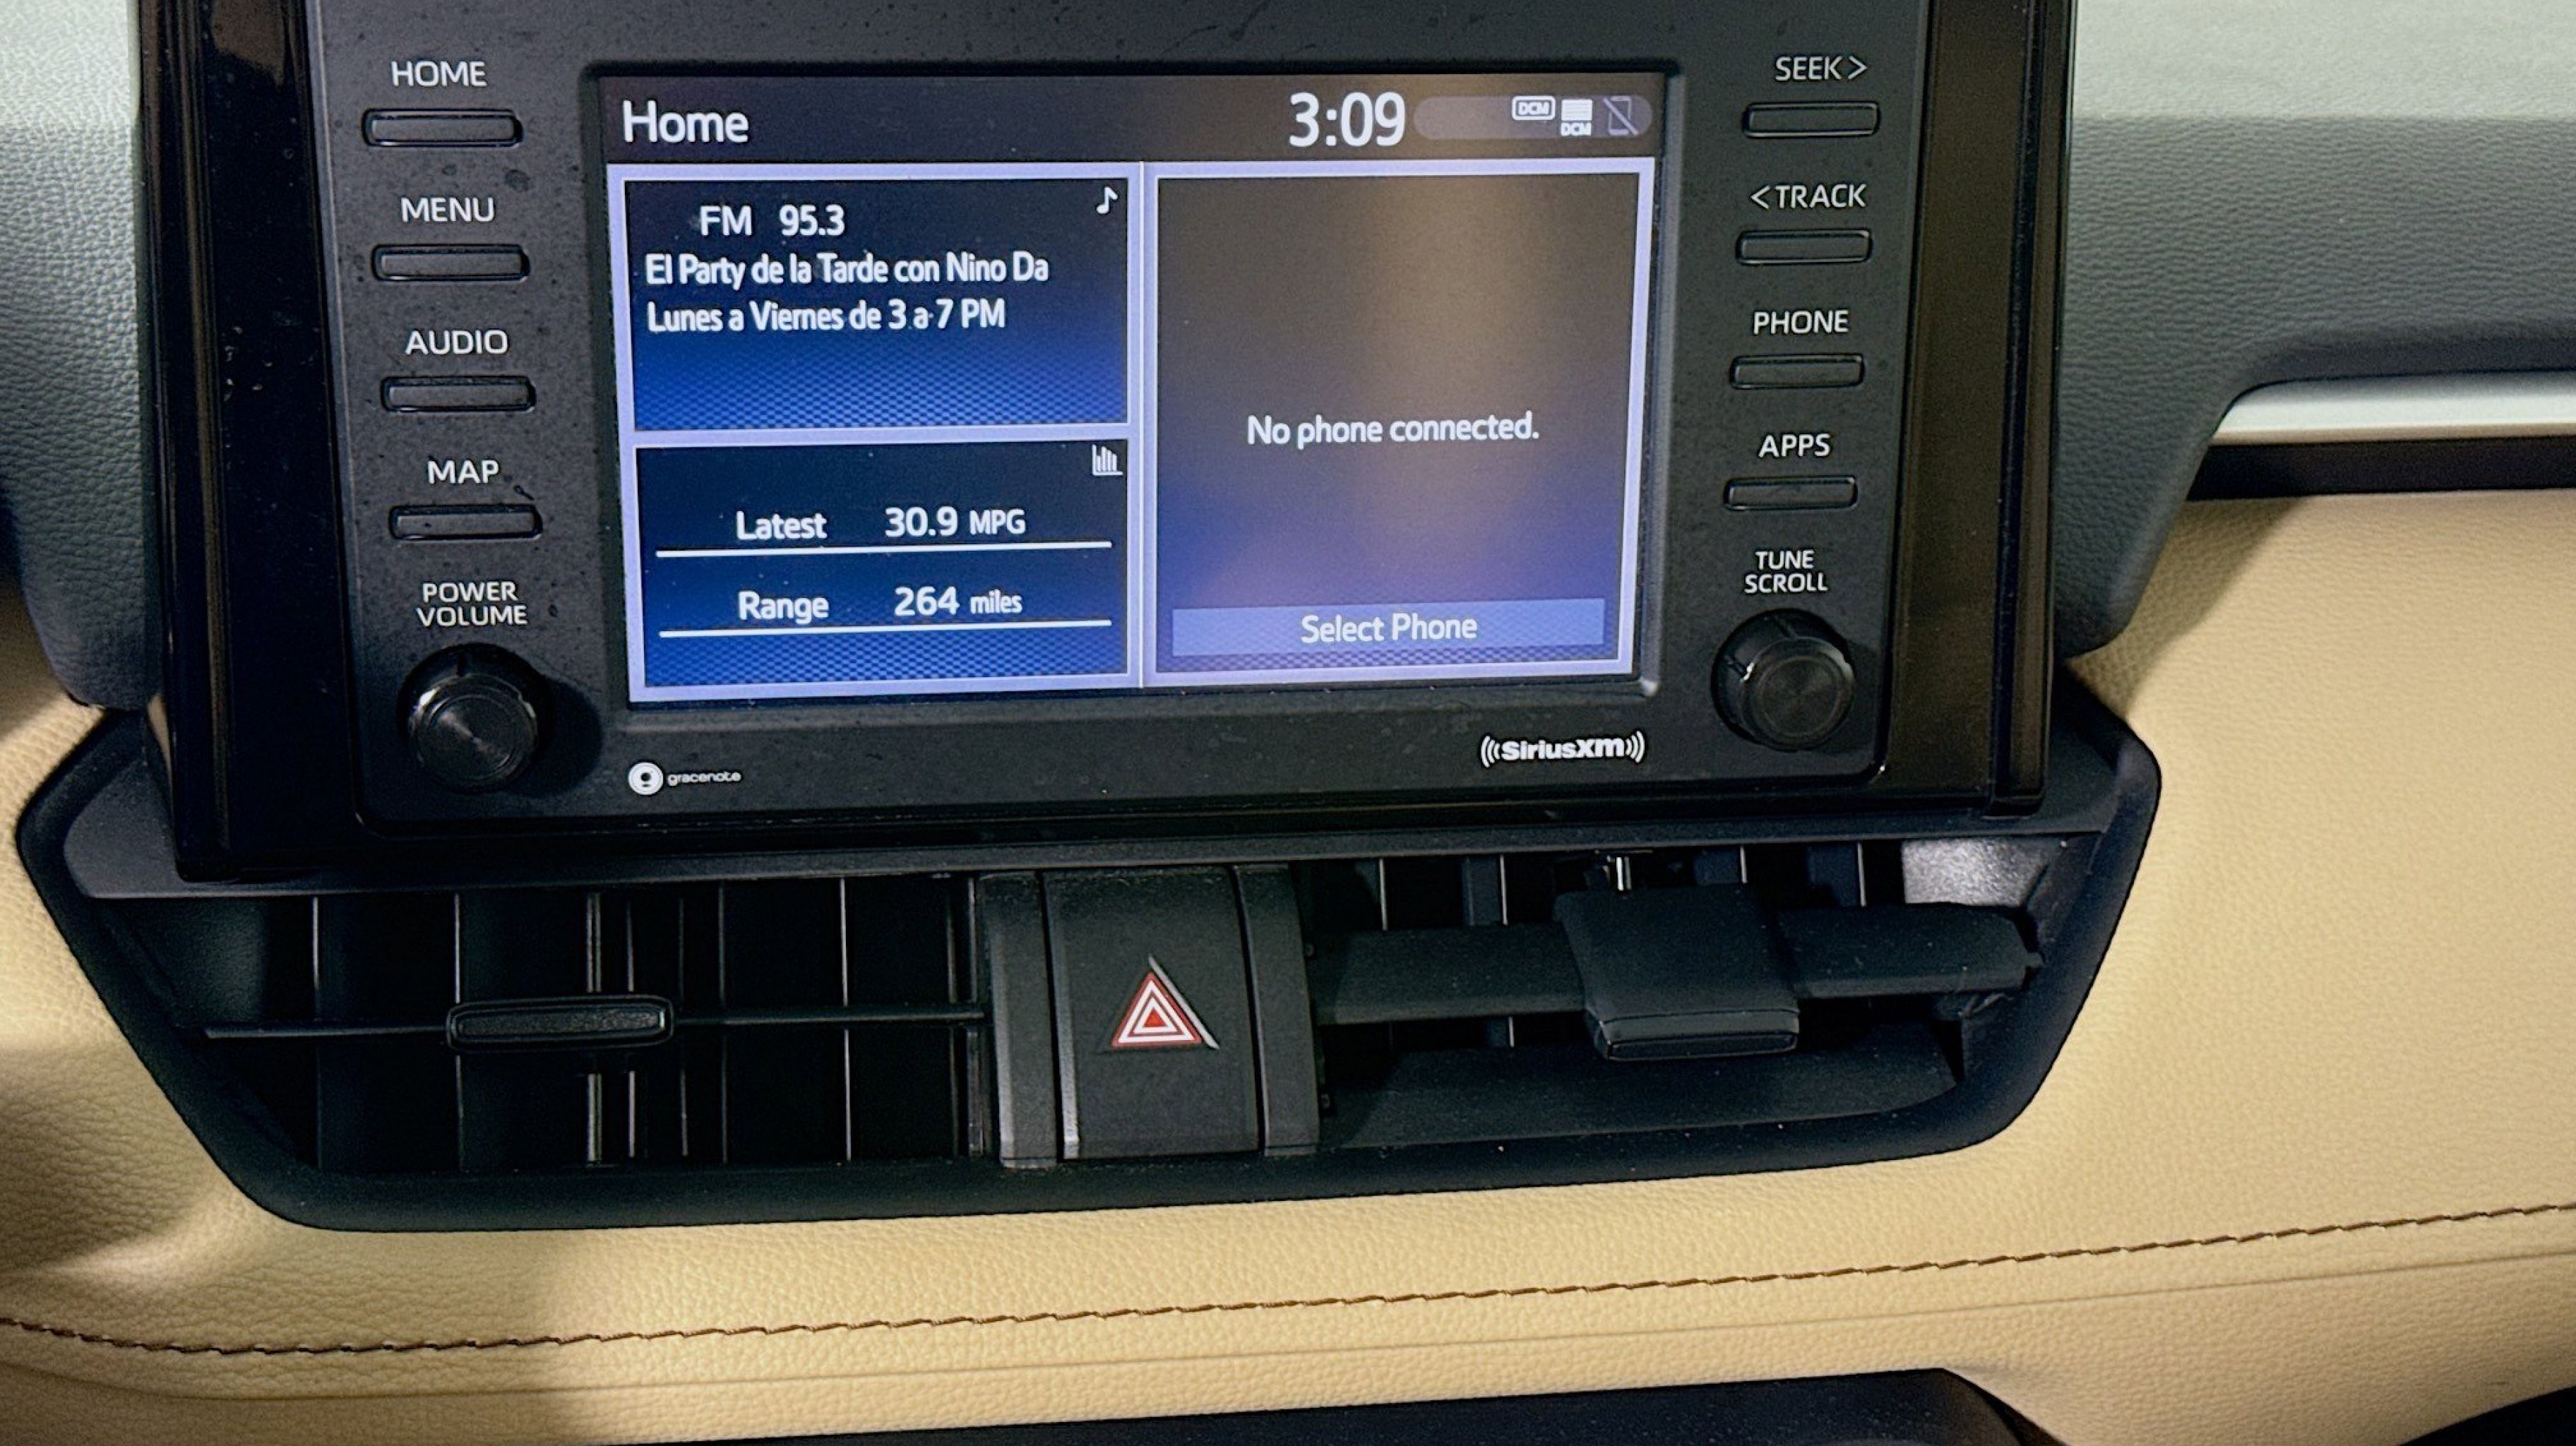 HOME
MENU
AUDIO
MAP
POWER
VOLUME
Home
3:09
DCM
DCM
FM 95.3
El Party de la Tarde con Nino Da
Lunes a Viernes de 3 a 7 PM
Latest 30.9 MPG
Range 264 miles
No phone connected.
Select Phone
gracenote
SiriusXM
SEEK >
< TRACK
PHONE
APPS
TUNE
SCROLL